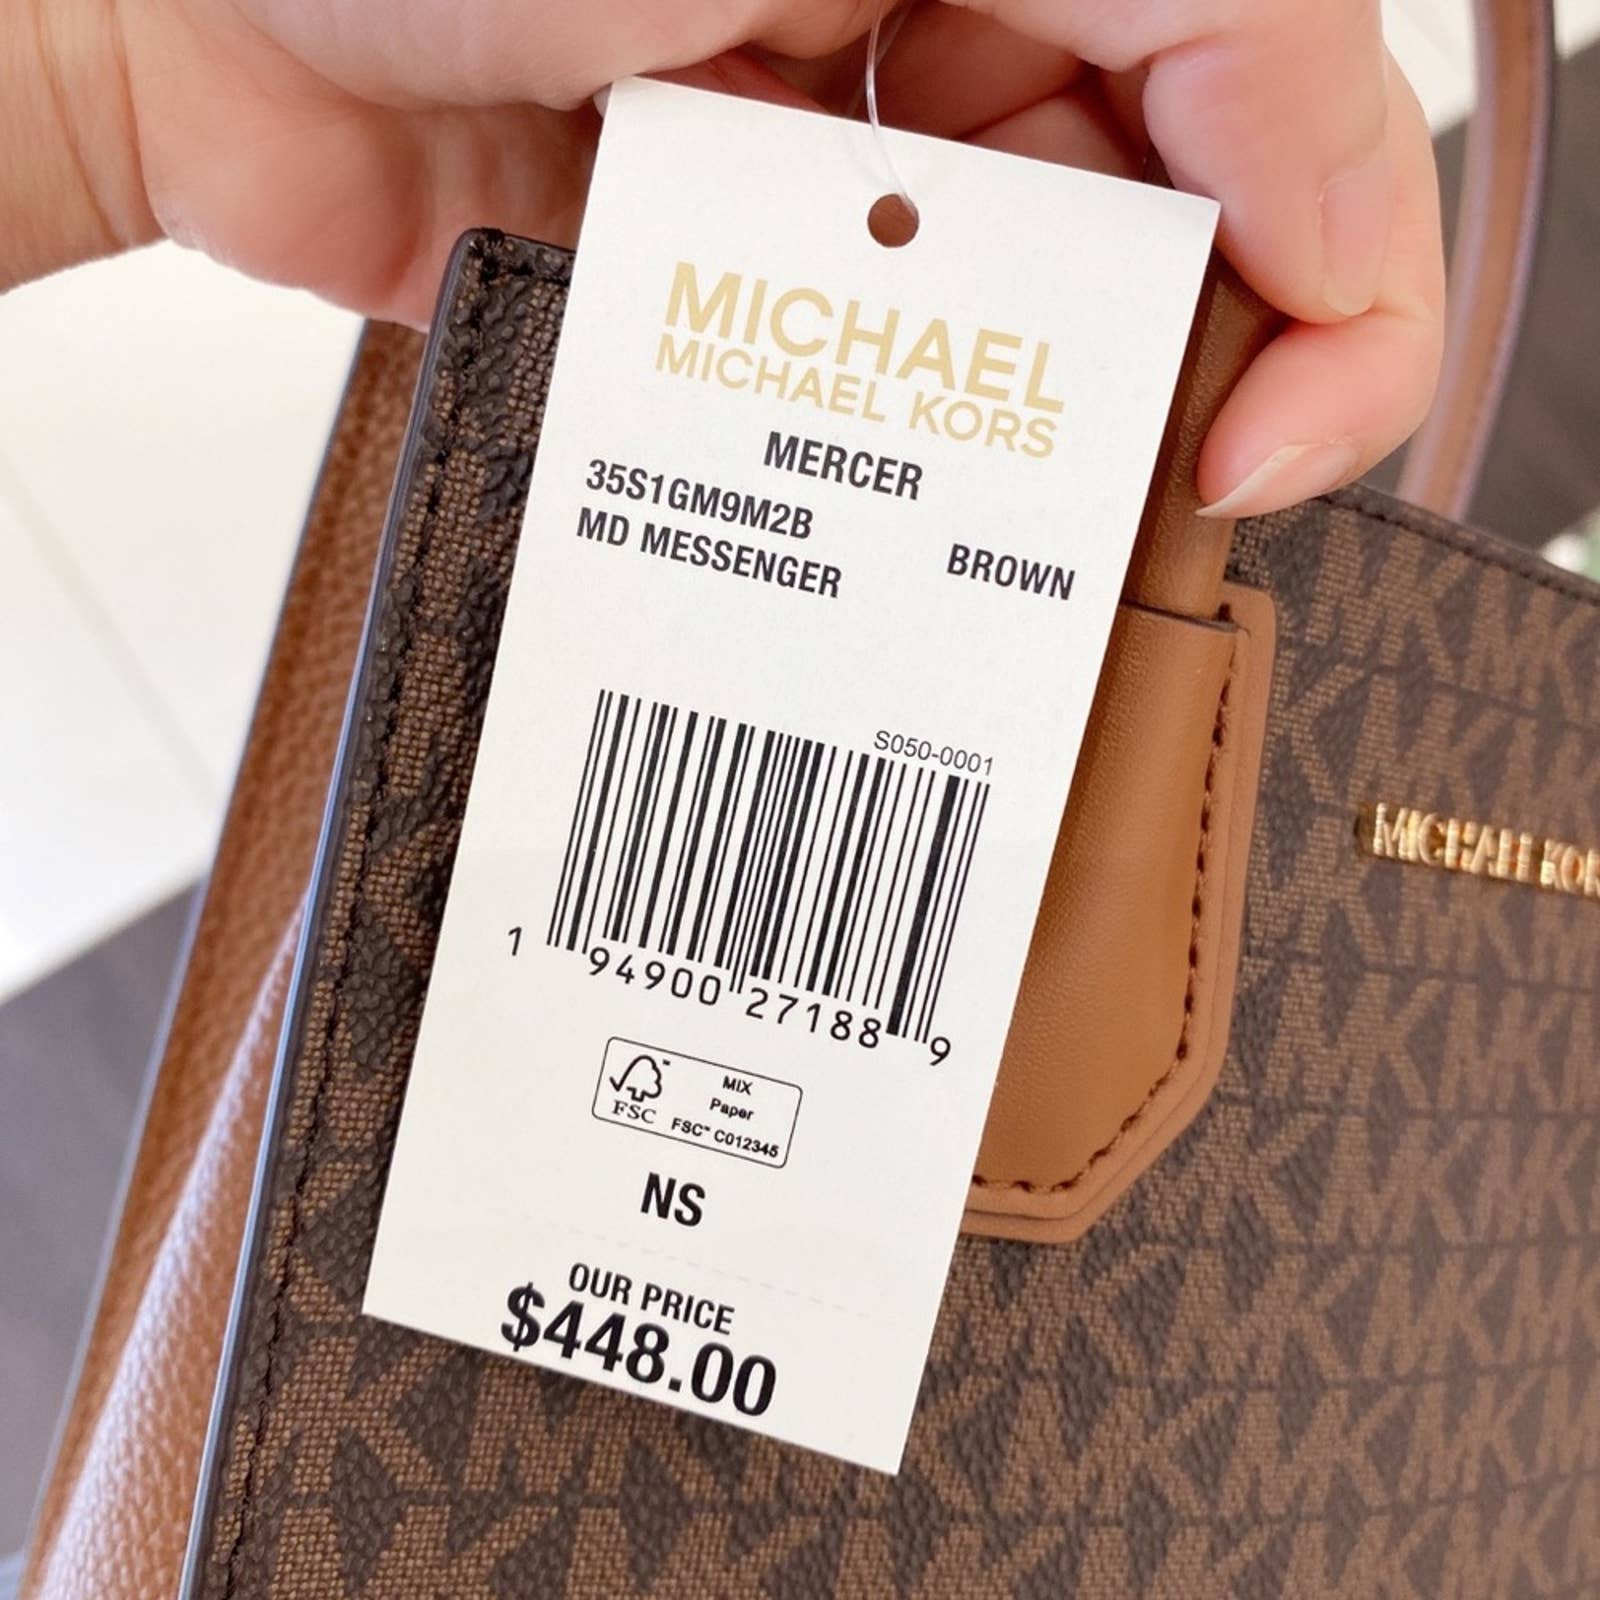 MICHAEL
MICHAEL KORS
MERCER
35S1GM9M2B
MD MESSENGER BROWN
S050-0001
1 94900 27188 9
FSC
MIX
Paper
FSC™ C012345
NS
OUR PRICE
$448.00
MICHAEL KOR